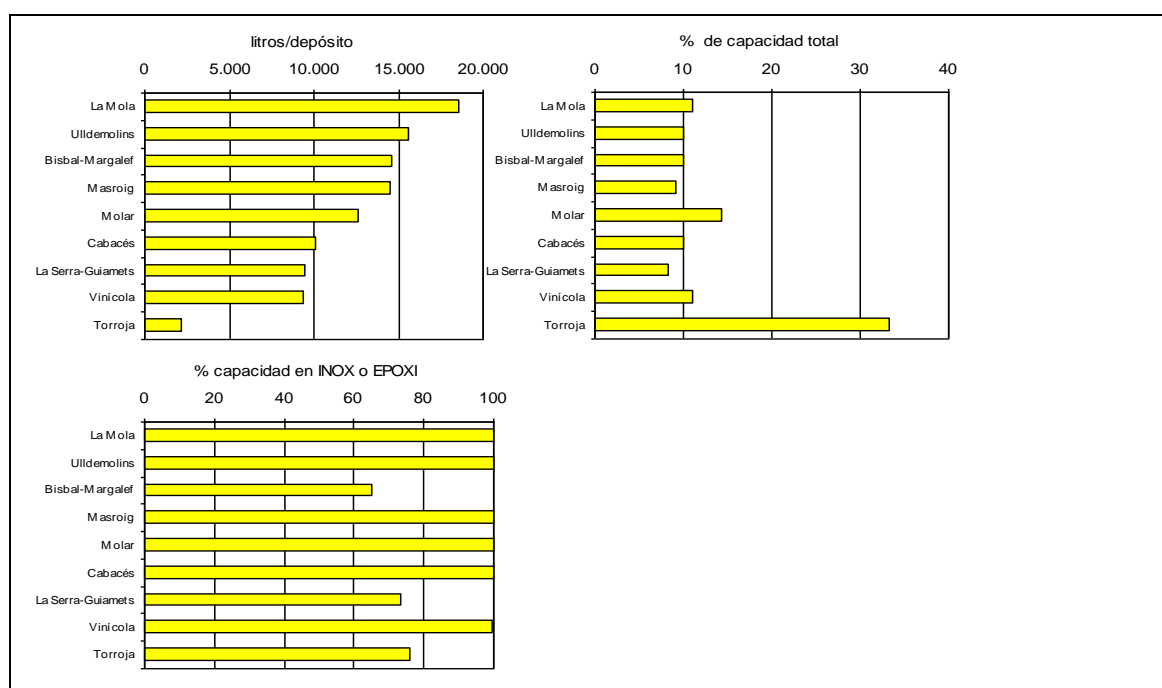 litros/depósito
0 5.000 10.000 15.000 20.000
La Mola
Ulldemolins
Bisbal-Margalef
Masroig
Molar
Cabacés
La Serra-Guiamets
Vinícola
Torroja
% de capacidad total
0 10 20 30 40
La Mola
Ulldemolins
Bisbal-Margalef
Masroig
Molar
Cabacés
La Serra-Guiamets
Vinícola
Torroja
% capacidad en INOX o EPOXI
0 20 40 60 80 100
La Mola
Ulldemolins
Bisbal-Margalef
Masroig
Molar
Cabacés
La Serra-Guiamets
Vinícola
Torroja